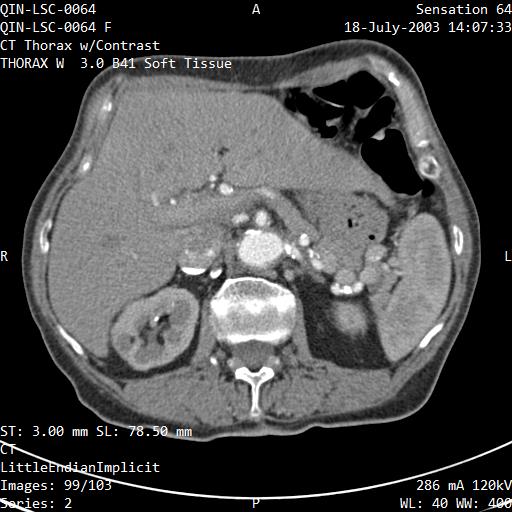 QIN-LSC-0064 A Sensation 64
QIN-LSC-0064 F 18-July-2003 14:07:33
CT Thorax w/Contrast
THORAX W 3.0 B41 Soft Tissue
R L
ST: 3.00 mm SL: 78.50 mm
CT
LittleEndianImplicit
Images: 99/103 286 mA 120kV
Series: 2 P WL: 40 WW: 400